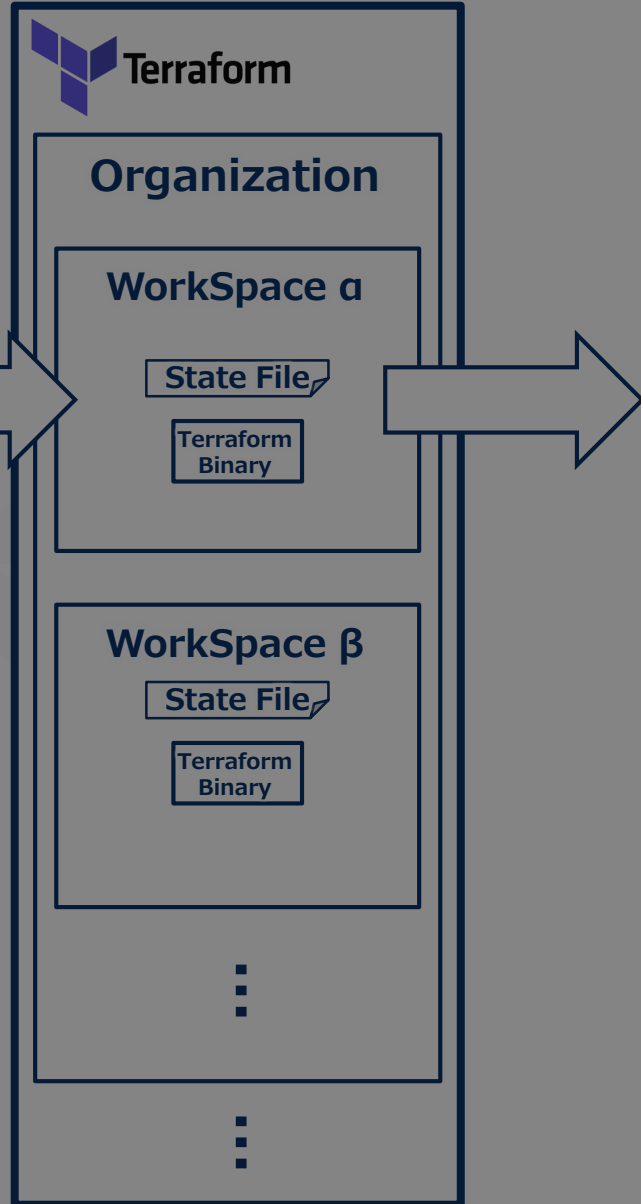 Terraform
Organization
WorkSpace α
State File
Terraform
Binary
WorkSpace β
State File
Terraform
Binary